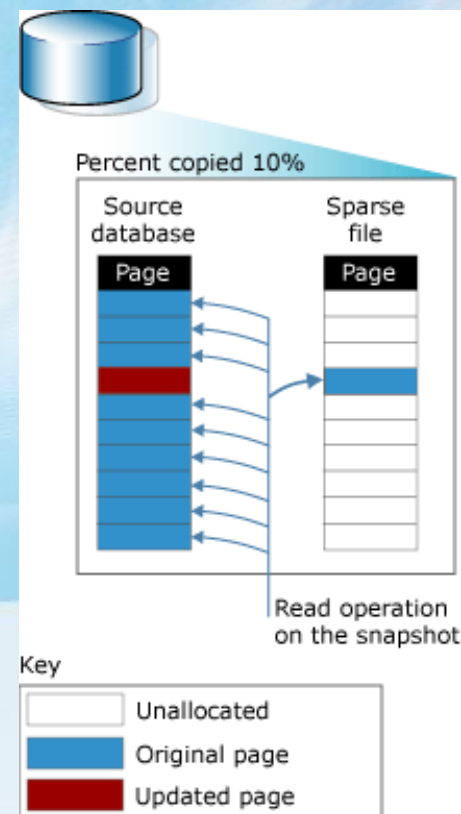 Percent copied 10%
Source
database
Sparse
file
Page
Page
Read operation
on the snapshot
Key
Unallocated
Original page
Updated page